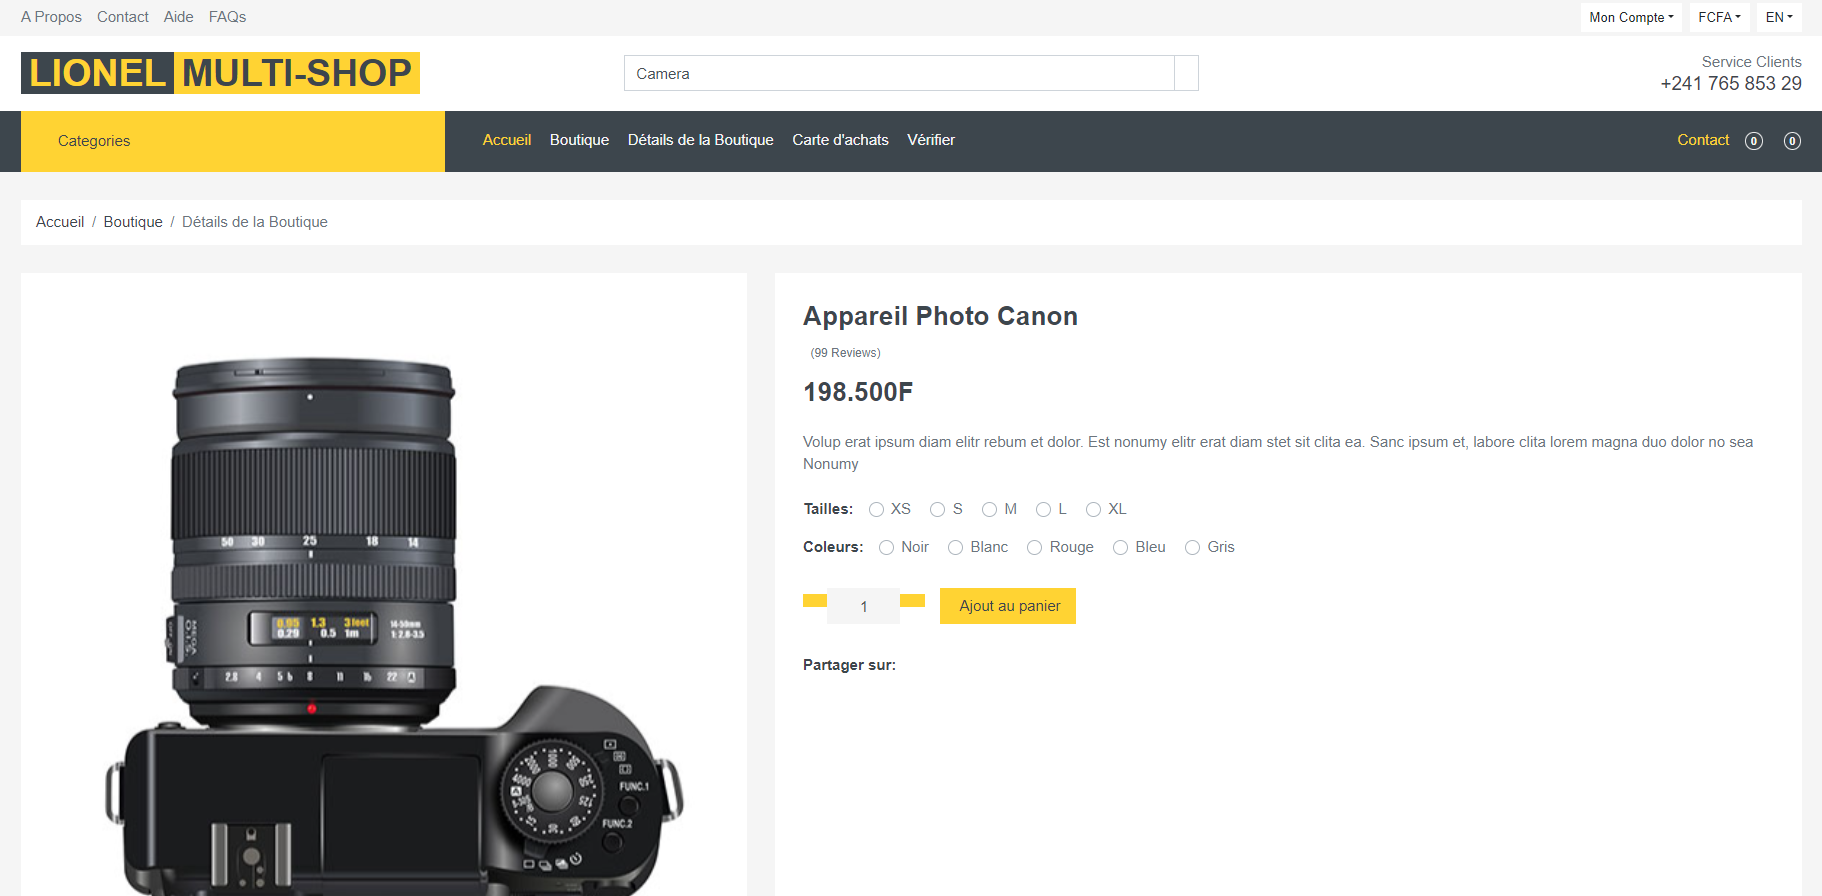 A Propos Contact Aide FAQs Mon Compte FCFA EN
LIONEL MULTI-SHOP
Camera
Service Clients
+241 765 853 29
Categories
Accueil Boutique Détails de la Boutique Carte d'achats Vérifier Contact 0 0
Accueil / Boutique / Détails de la Boutique
Appareil Photo Canon
(99 Reviews)
198.500F
Volup erat ipsum diam elitr rebum et dolor. Est nonumy elitr erat diam stet sit clita ea. Sanc ipsum et, labore clita lorem magna duo dolor no sea
Nonumy
Tailles: XS S M L XL
Coleurs: Noir Blanc Rouge Bleu Gris
1 Ajout au panier
Partager sur:
50 30 25 18 14
0.95 1.3 3feet
0.29 0.5 1m
14-50mm
1: 2.8-3.5
MEGA
O.I.S.
2.8 4 5 6 8 11 16 22 A
FUNC.1
FUNC.2